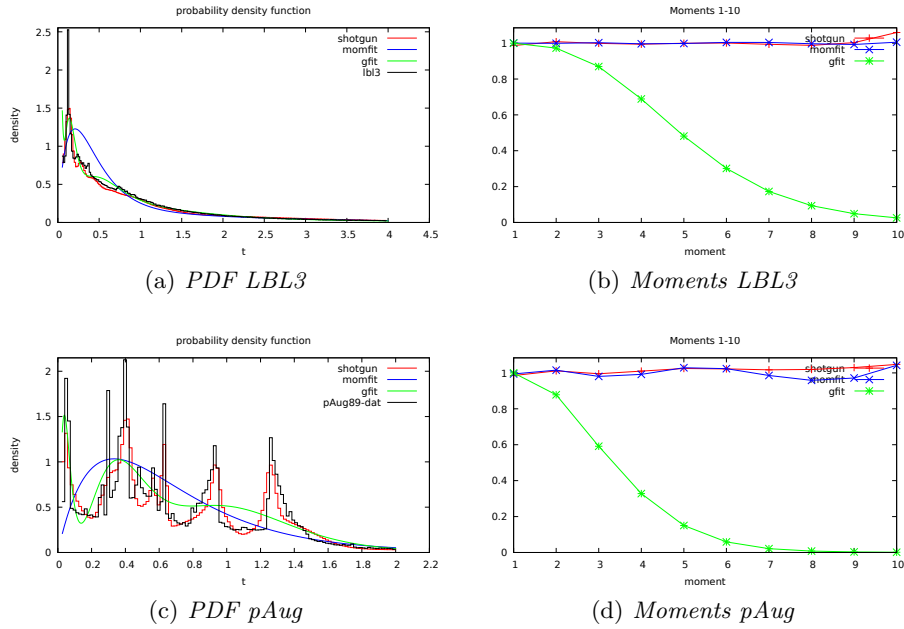 probability density function
shotgun
momfit
gfit
lbl3
density
2.5
2
1.5
1
0.5
0
0 0.5 1 1.5 2 2.5 3 3.5 4 4.5
t
(a) PDF LBL3
Moments 1-10
shotgun
momfit
gfit
1
0.8
0.6
0.4
0.2
0
1 2 3 4 5 6 7 8 9 10
moment
(b) Moments LBL3
probability density function
shotgun
momfit
gfit
pAug89-dat
density
2
1.5
1
0.5
0
0 0.2 0.4 0.6 0.8 1 1.2 1.4 1.6 1.8 2 2.2
t
(c) PDF pAug
Moments 1-10
shotgun
momfit
gfit
1
0.8
0.6
0.4
0.2
0
1 2 3 4 5 6 7 8 9 10
moment
(d) Moments pAug